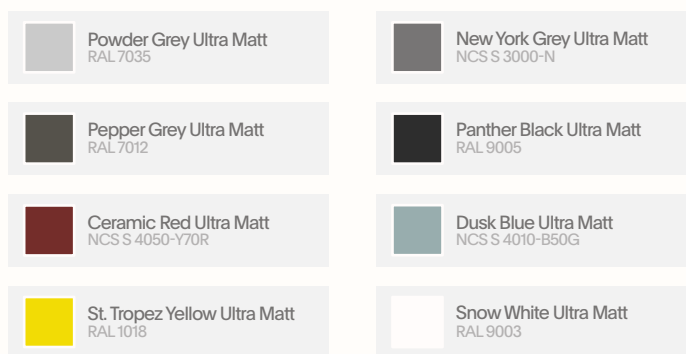 Powder Grey Ultra Matt
RAL 7035
New York Grey Ultra Matt
NCS S 3000-N
Pepper Grey Ultra Matt
RAL 7012
Panther Black Ultra Matt
RAL 9005
Ceramic Red Ultra Matt
NCS S 4050-Y70R
Dusk Blue Ultra Matt
NCS S 4010-B50G
St. Tropez Yellow Ultra Matt
RAL 1018
Snow White Ultra Matt
RAL 9003